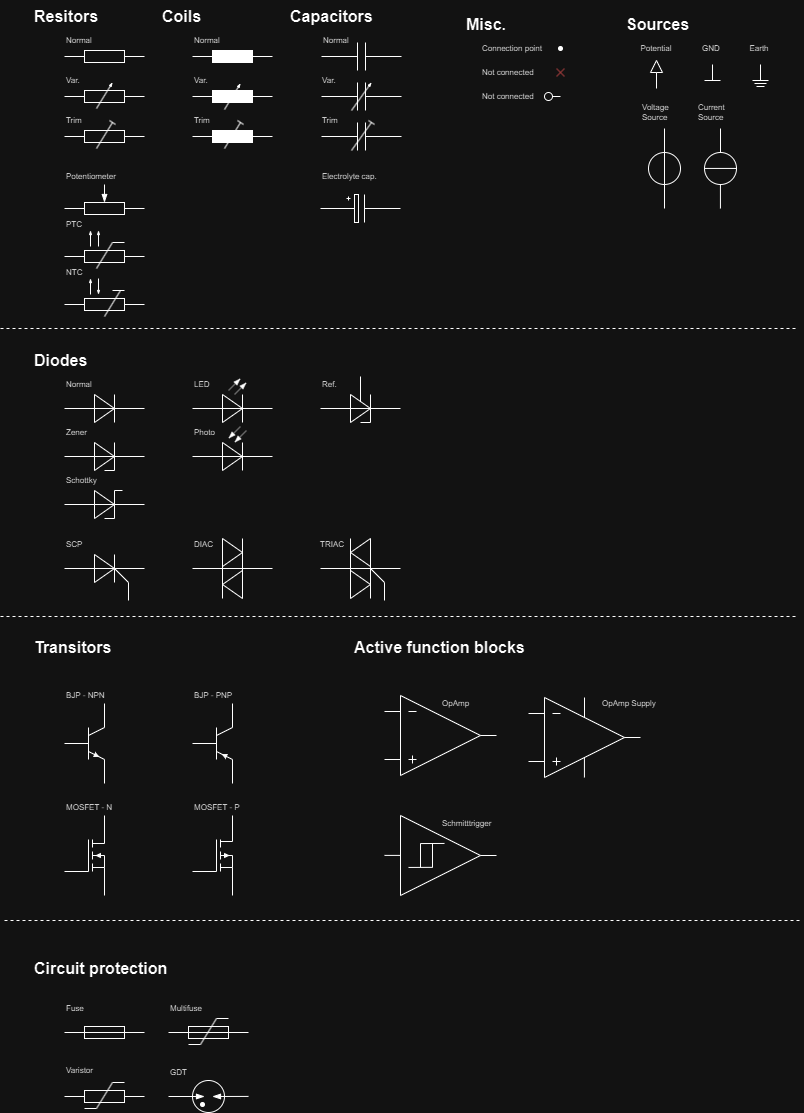 Resitors
Coils
Capacitors
Misc.
Sources
Normal
Normal
Normal
Connection point
Potential
GND
Earth
Var.
Var.
Var.
Not connected
Not connected
Trim
Trim
Trim
Voltage
Source
Current
Source
Potentiometer
Electrolyte cap.
+
PTC
NTC
Diodes
Normal
LED
Ref.
Zener
Photo
Schottky
SCP
DIAC
TRIAC
Transitors
Active function blocks
BJP - NPN
BJP - PNP
OpAmp
OpAmp Supply
−
+
−
+
MOSFET - N
MOSFET - P
Schmitttrigger
Circuit protection
Fuse
Multifuse
Varistor
GDT